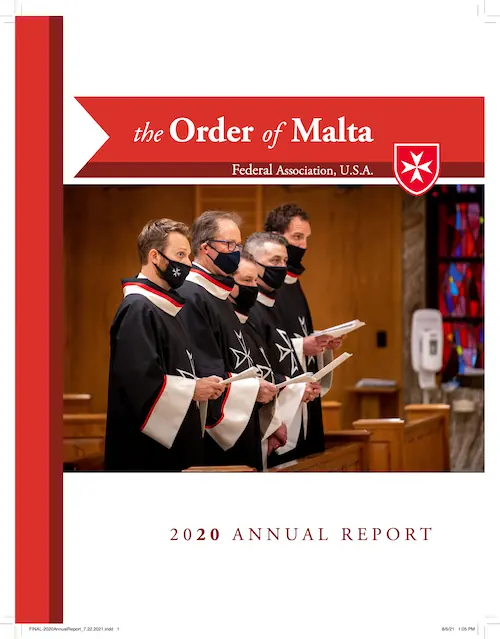 the Order of Malta
Federal Association, U.S.A.
2020 ANNUAL REPORT
FINAL-2020AnnualReport_7.22.2021.indd 1
8/5/21 1:05 PM